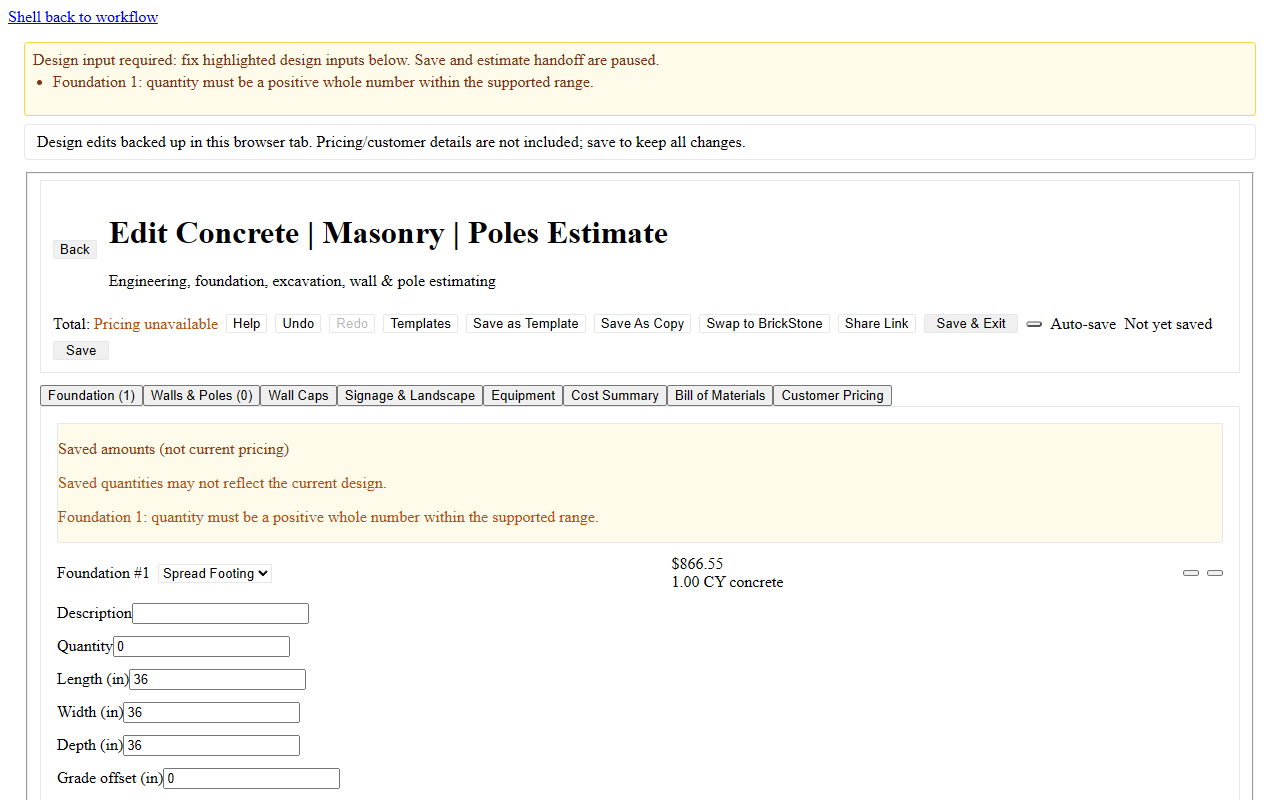 Shell back to workflow
Design input required: fix highlighted design inputs below. Save and estimate handoff are paused.
• Foundation 1: quantity must be a positive whole number within the supported range.
Design edits backed up in this browser tab. Pricing/customer details are not included; save to keep all changes.
Back
Edit Concrete | Masonry | Poles Estimate
Engineering, foundation, excavation, wall & pole estimating
Total: Pricing unavailable Help Undo Redo Templates Save as Template Save As Copy Swap to BrickStone Share Link Save & Exit Auto-save Not yet saved
Save
Foundation (1) Walls & Poles (0) Wall Caps Signage & Landscape Equipment Cost Summary Bill of Materials Customer Pricing
Saved amounts (not current pricing)
Saved quantities may not reflect the current design.
Foundation 1: quantity must be a positive whole number within the supported range.
Foundation #1 Spread Footing
$866.55
1.00 CY concrete
Description
Quantity 0
Length (in) 36
Width (in) 36
Depth (in) 36
Grade offset (in) 0